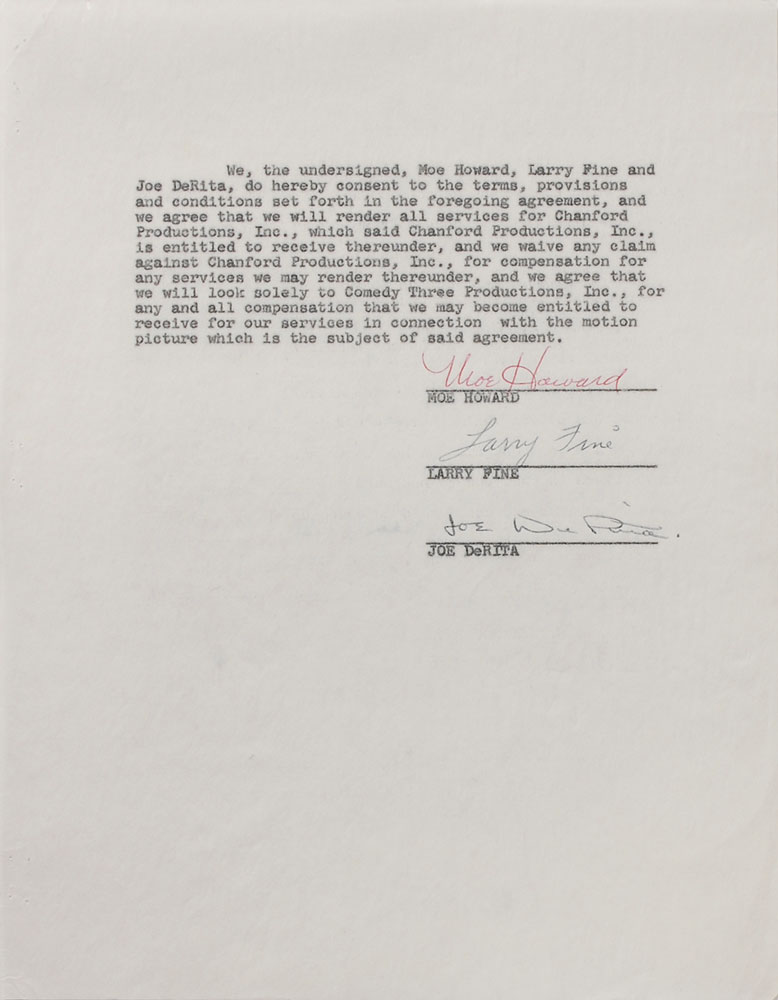 We, the undersigned, Moe Howard, Larry Fine and
Joe DeRita, do hereby consent to the terms, provisions
and conditions set forth in the foregoing agreement, and
we agree that we will render all services for Chanford
Productions, Inc., which said Chanford Productions, Inc.,
is entitled to receive thereunder, and we waive any claim
against Chanford Productions, Inc., for compensation for
any services we may render thereunder, and we agree that
we will look solely to Comedy Three Productions, Inc., for
any and all compensation that we may become entitled to
receive for our services in connection with the motion
picture which is the subject of said agreement.
Moe Howard
MOE HOWARD
Larry Fine
LARRY FINE
Joe De Rita.
JOE DeRITA